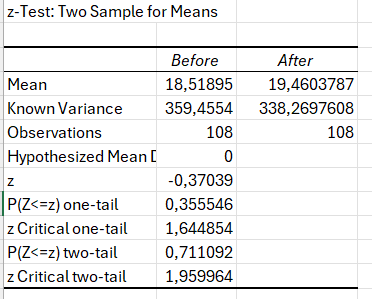 z-Test: Two Sample for Means
Before After
Mean 18,51895 19,4603787
Known Variance 359,4554 338,2697608
Observations 108 108
Hypothesized Mean 0
z -0,37039
P(Z<=z) one-tail 0,355546
z Critical one-tail 1,644854
P(Z<=z) two-tail 0,711092
z Critical two-tail 1,959964